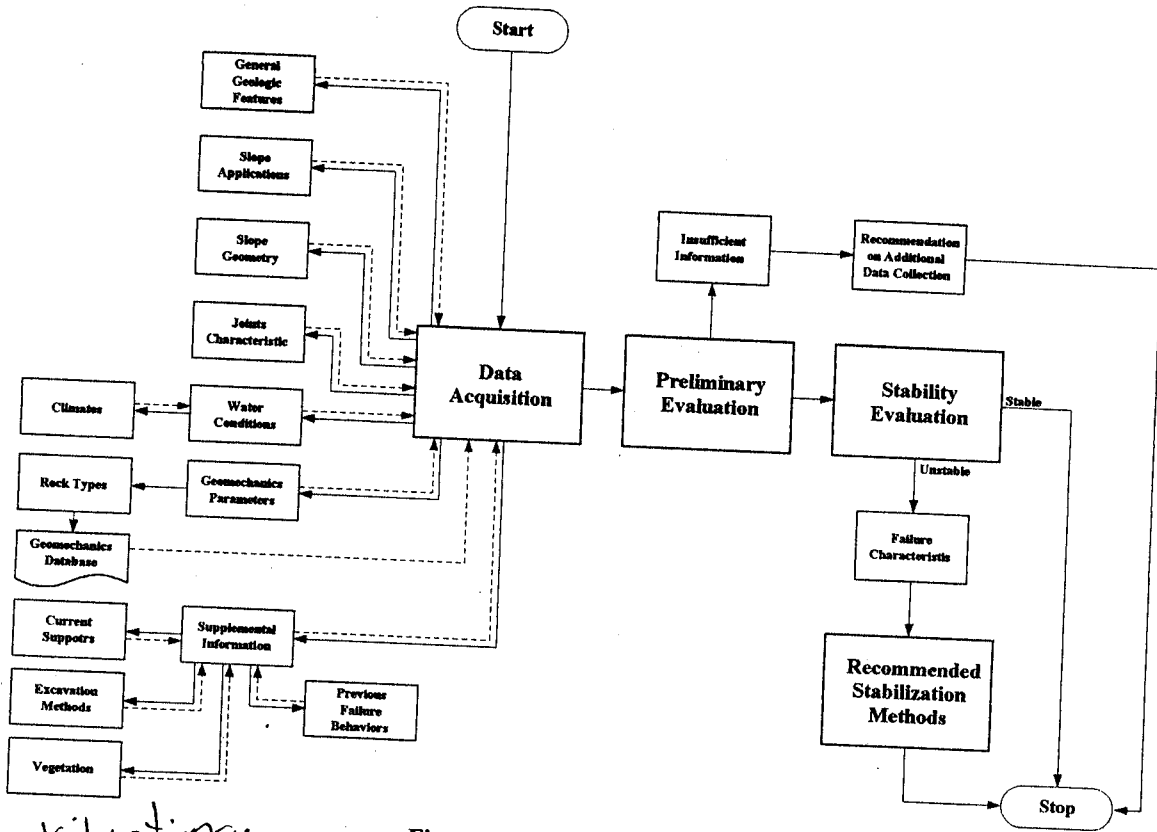 Start
General
Geologic
Features
Slope
Applications
Slope
Geometry
Joints
Characteristic
Climates
Water
Conditions
Rock Types
Geomechanics
Parameters
Geomechanics
Database
Current
Suppotrs
Supplemental
Information
Excavation
Methods
Previous
Failure
Behaviors
Vegetation
Data
Acquisition
Preliminary
Evaluation
Insufficient
Information
Recommendation
on Additional
Data Collection
Stability
Evaluation
Stable
Unstable
Failure
Characteristis
Recommended
Stabilization
Methods
Stop